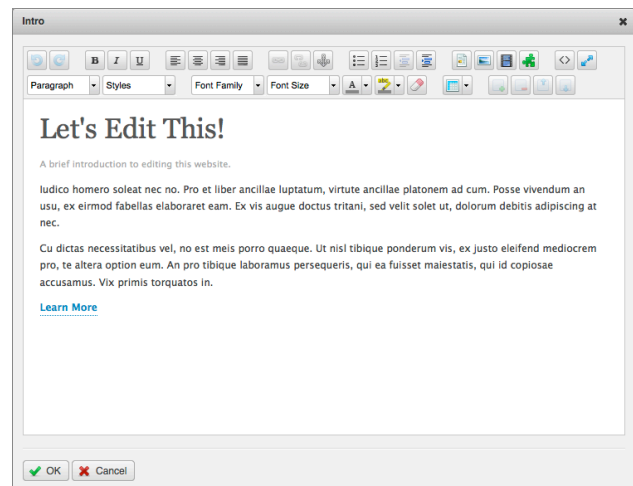 Intro
B I U
Paragraph Styles Font Family Font Size A abc
Let's Edit This!
A brief introduction to editing this website.
Iudico homero soleat nec no. Pro et liber ancillae luptatum, virtute ancillae platonem ad cum. Posse vivendum an
usu, ex eirmod fabellas elaboraret eam. Ex vis augue doctus tritani, sed velit solet ut, dolorum debitis adipiscing at
nec.
Cu dictas necessitatibus vel, no est meis porro quaeque. Ut nisl tibique ponderum vis, ex justo eleifend mediocrem
pro, te altera option eum. An pro tibique laboramus persequeris, qui ea fuisset maiestatis, qui id copiosae
accusamus. Vix primis torquatos in.
Learn More
OK Cancel